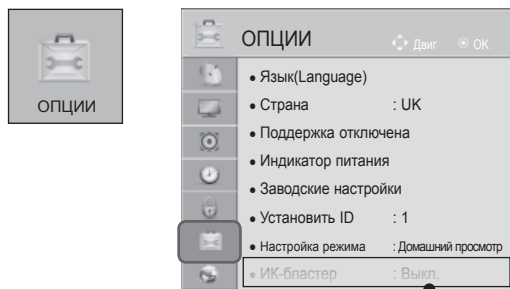 ОПЦИИ
ОПЦИИ Двиг ОК
• Язык(Language)
• Страна : UK
• Поддержка отключена
• Индикатор питания
• Заводские настройки
• Установить ID : 1
• Настройка режима : Домашний просмотр
• ИК-бластер : Выкл.